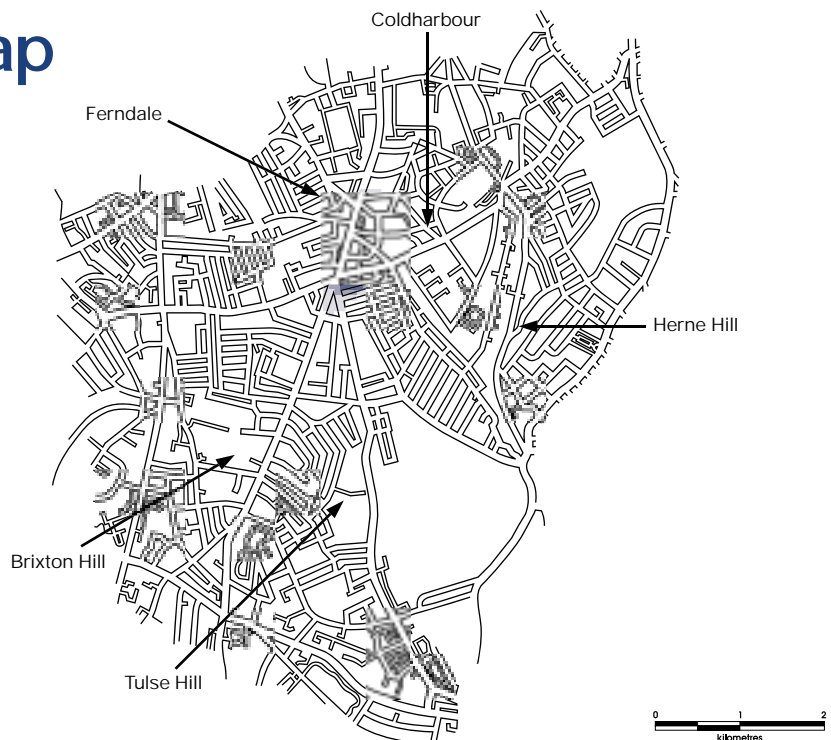 ap
Coldharbour
Ferndale
Herne Hill
Brixton Hill
Tulse Hill
0 1 2
kilometres